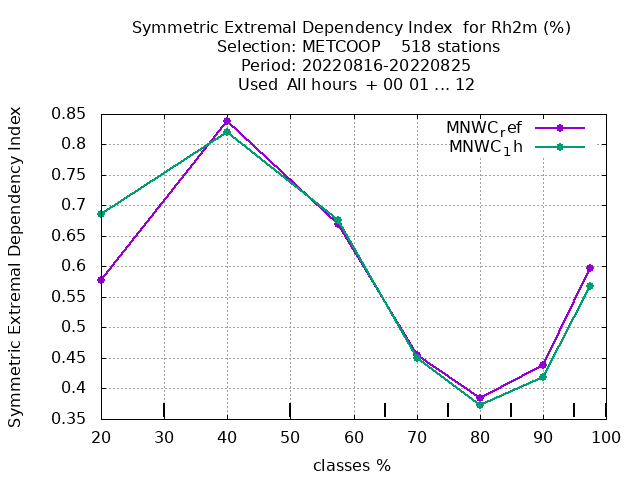 Symmetric Extremal Dependency Index  for Rh2m (%)
Selection: METCOOP    518 stations
Period: 20220816-20220825
Used  All hours  + 00 01 ... 12
Symmetric Extremal Dependency Index
0.85
0.8
0.75
0.7
0.65
0.6
0.55
0.5
0.45
0.4
0.35
MNWC_ref
MNWC_1h
20 30 40 50 60 70 80 90 100
classes %